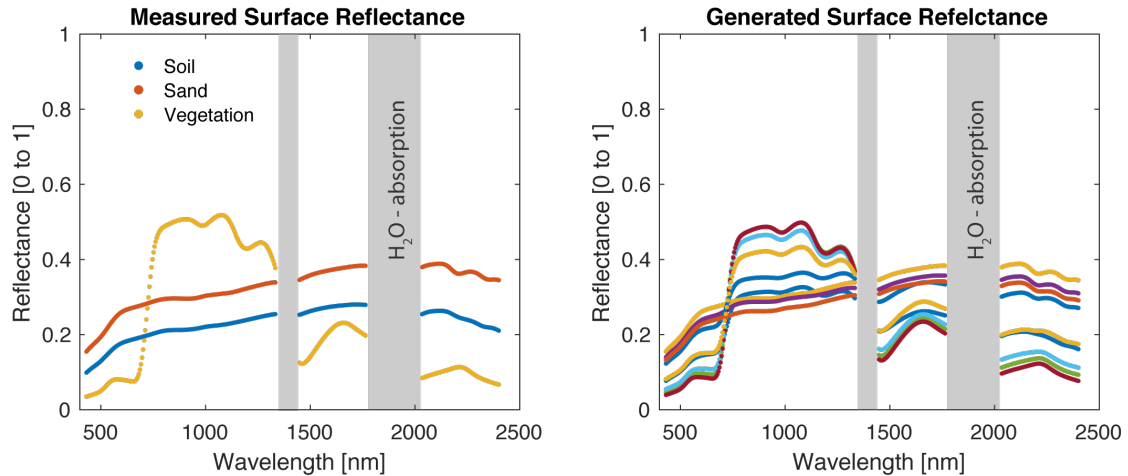 Measured Surface Reflectance
1
0.8
0.6
0.4
0.2
0
Reflectance [0 to 1]
Soil
Sand
Vegetation
H2O - absorption
500
1000
1500
2000
2500
Wavelength [nm]
Generated Surface Refelctance
1
0.8
0.6
0.4
0.2
0
Reflectance [0 to 1]
H2O - absorption
500
1000
1500
2000
2500
Wavelength [nm]